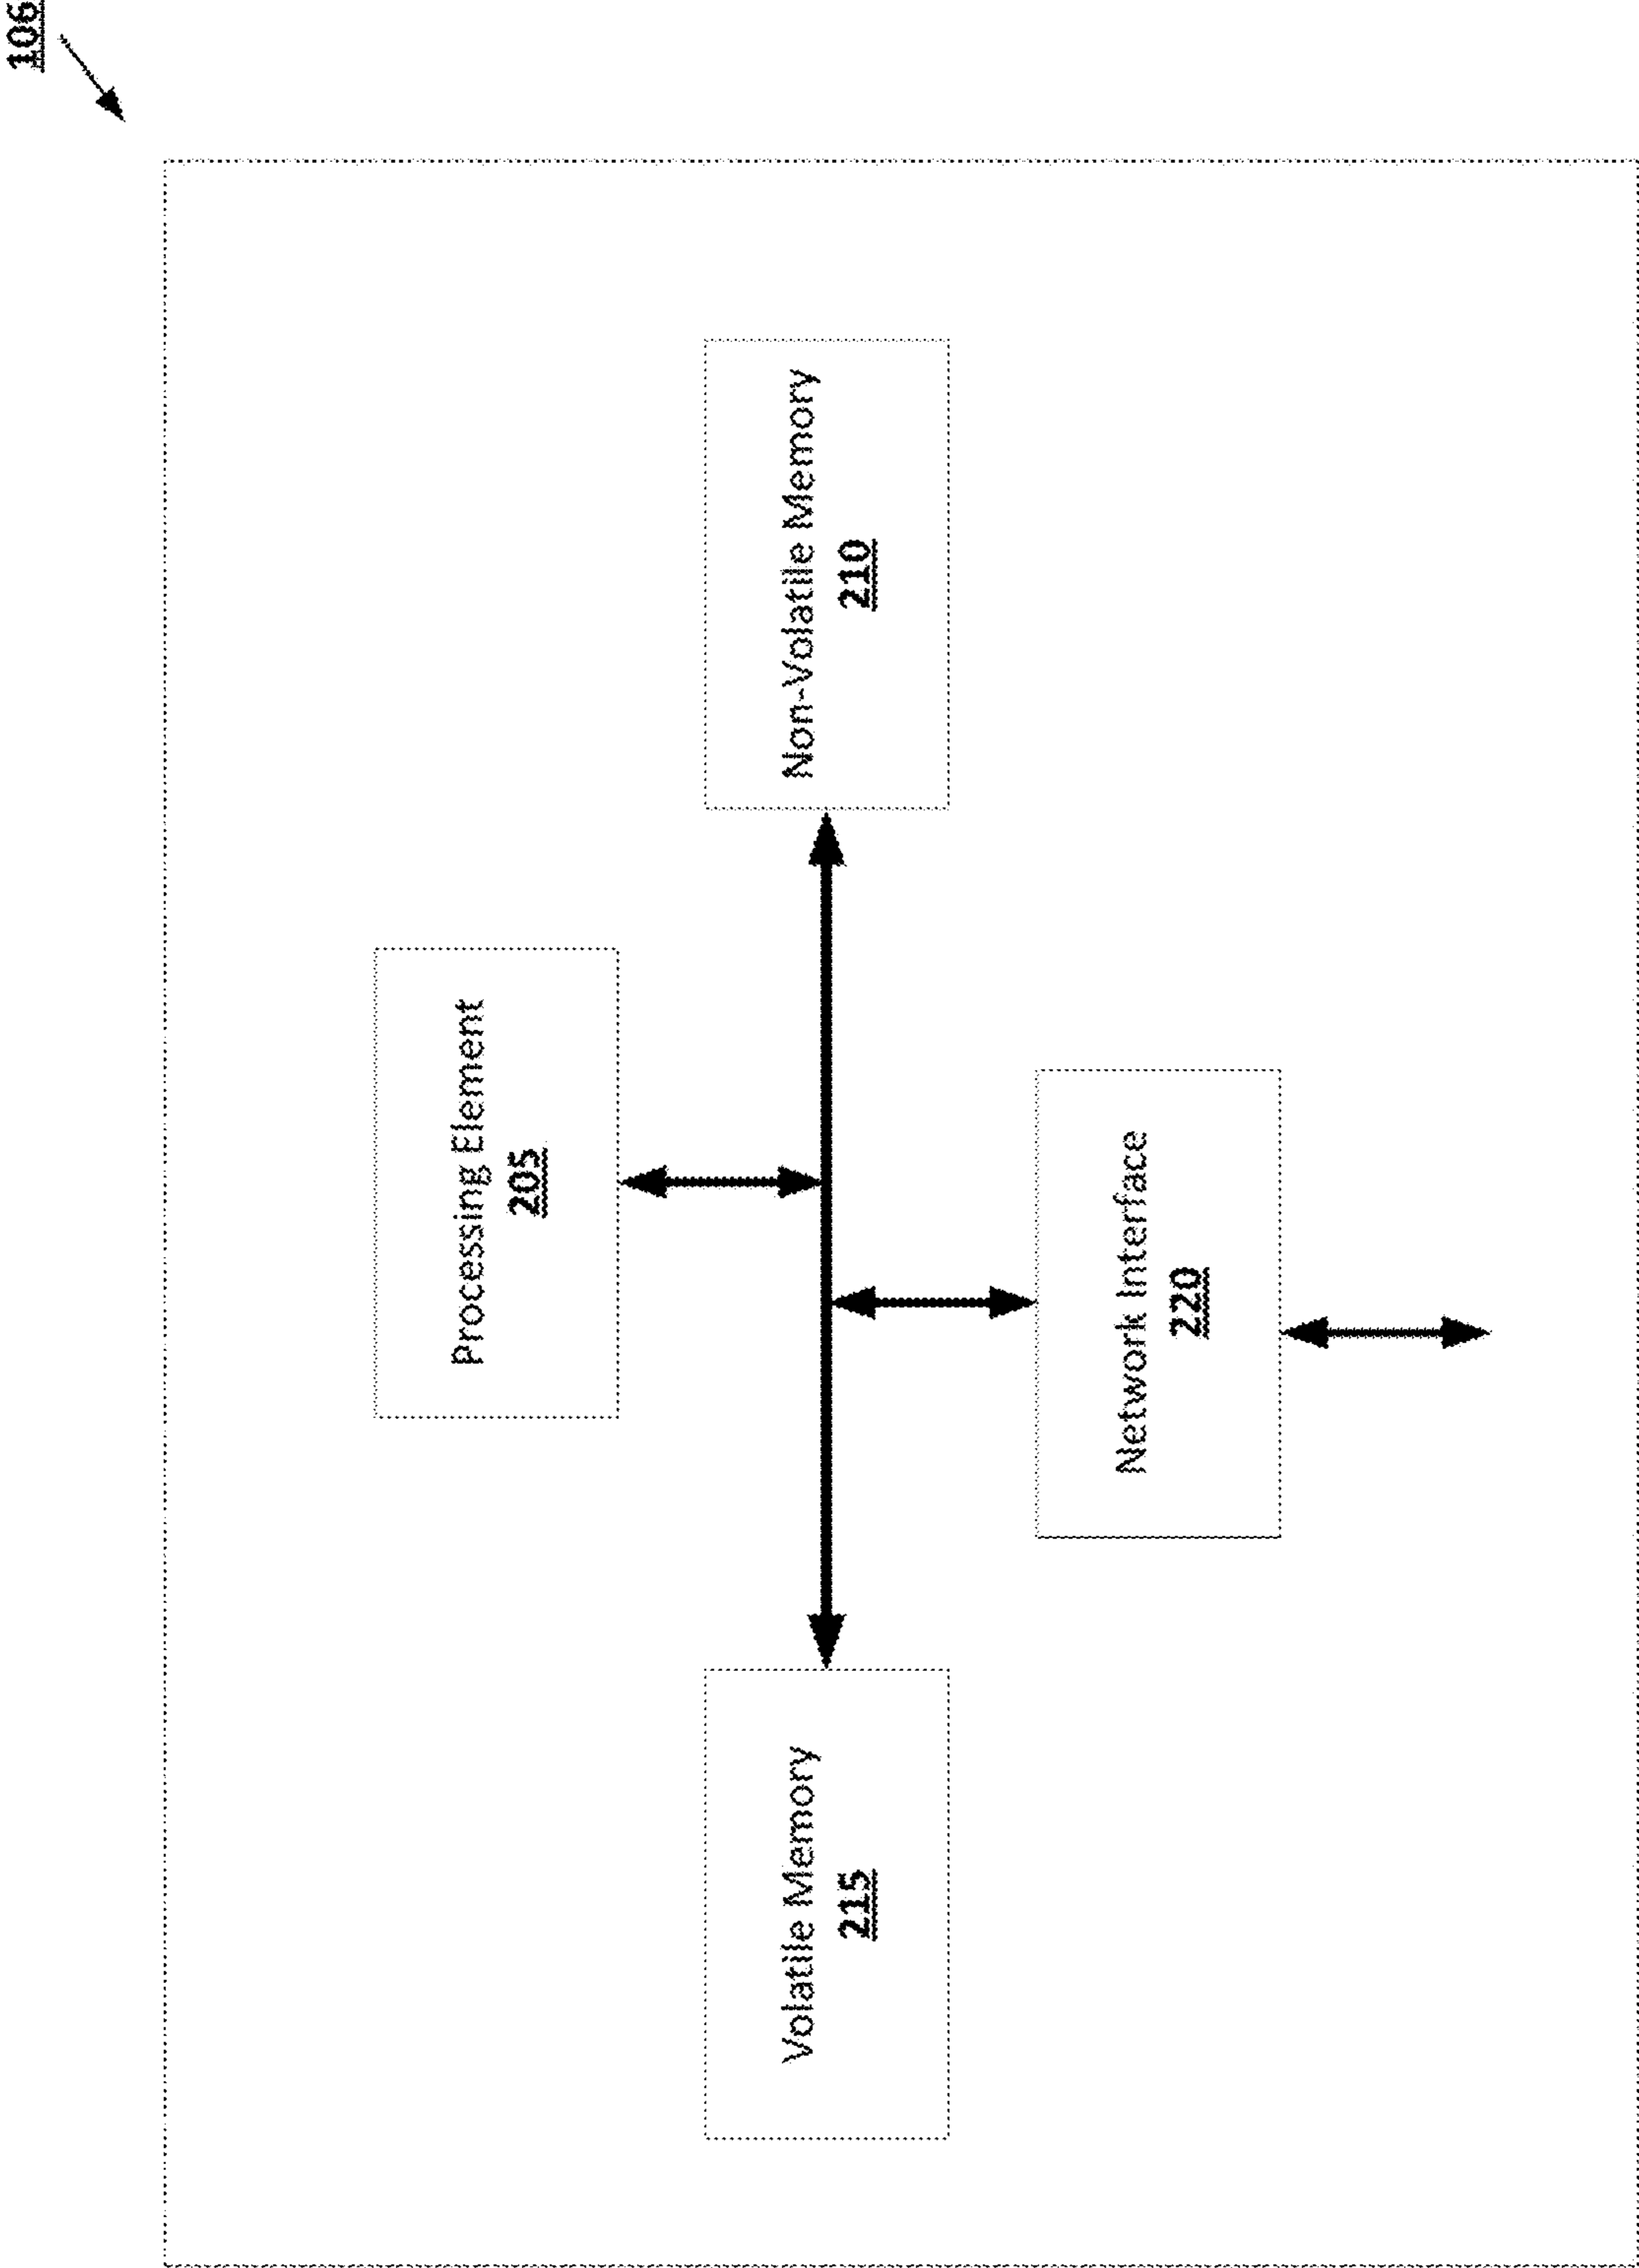 106
Processing Element
205
Volatile Memory
215
Non-Volatile Memory
210
Network Interface
220